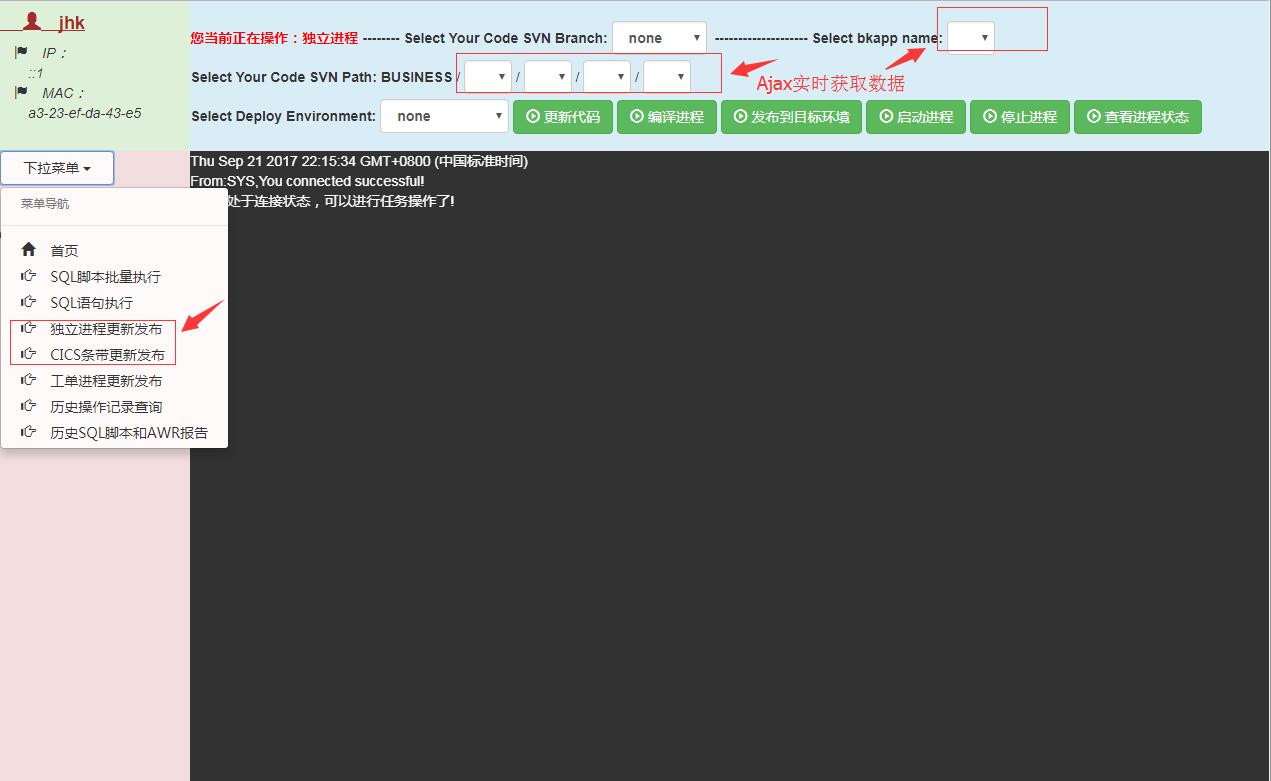 jhk
IP：
::1
MAC：
a3-23-ef-da-43-e5
您当前正在操作：独立进程 -------- Select Your Code SVN Branch: none -------------------- Select bkapp name:
Select Your Code SVN Path: BUSINESS / / / /
Ajax实时获取数据
Select Deploy Environment: none 更新代码 编译进程 发布到目标环境 启动进程 停止进程 查看进程状态
下拉菜单
Thu Sep 21 2017 22:15:34 GMT+0800 (中国标准时间)
From:SYS,You connected successful!
处于连接状态，可以进行任务操作了!
菜单导航
首页
SQL脚本批量执行
SQL语句执行
独立进程更新发布
CICS条带更新发布
工单进程更新发布
历史操作记录查询
历史SQL脚本和AWR报告